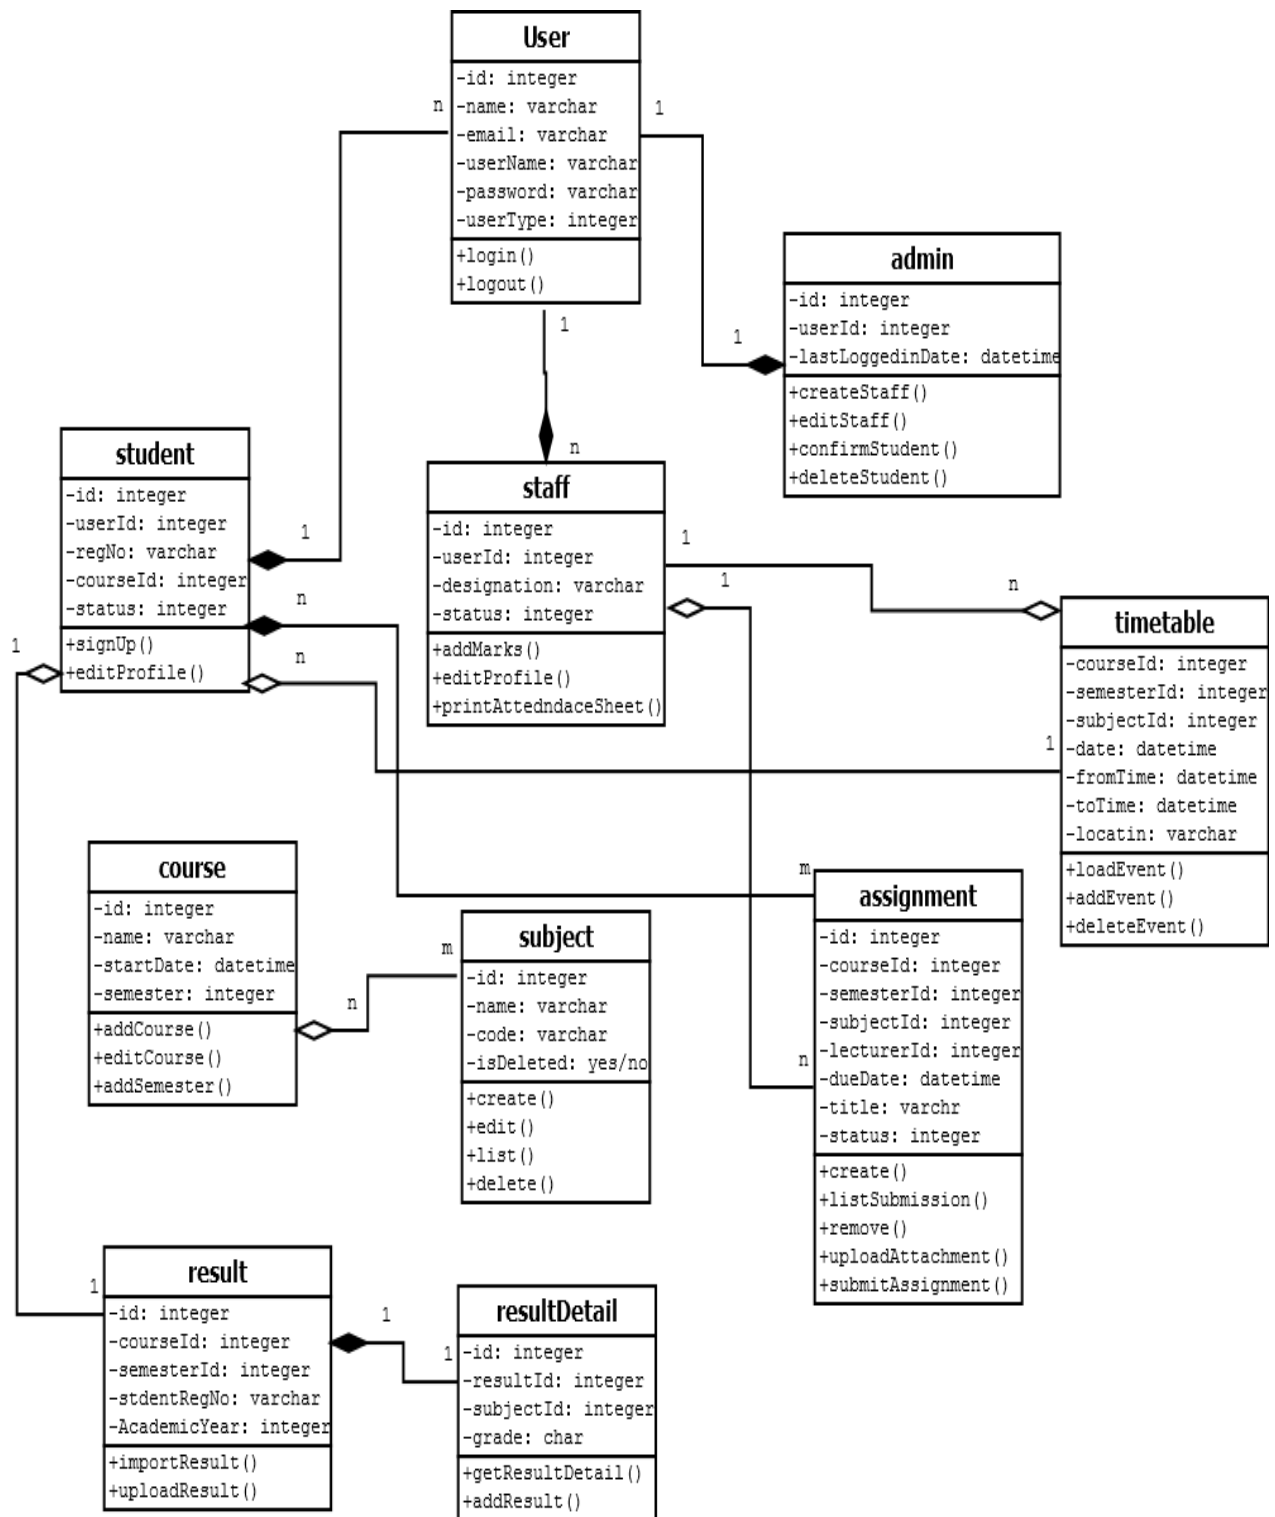 User
-id: integer
-name: varchar
-email: varchar
-userName: varchar
-password: varchar
-userType: integer
+login()
+logout()
n
1
1
1
n
admin
-id: integer
-userId: integer
-lastLoggedinDate: datetime
+createStaff()
+editStaff()
+confirmStudent()
+deleteStudent()
student
-id: integer
-userId: integer
-regNo: varchar
-courseId: integer
-status: integer
+signUp()
+editProfile()
1
n
n
1
staff
-id: integer
-userId: integer
-designation: varchar
-status: integer
+addMarks()
+editProfile()
+printAttedndaceSheet()
1
1
n
1
timetable
-courseId: integer
-semesterId: integer
-subjectId: integer
-date: datetime
-fromTime: datetime
-toTime: datetime
-locatin: varchar
+loadEvent()
+addEvent()
+deleteEvent()
course
-id: integer
-name: varchar
-startDate: datetime
-semester: integer
+addCourse()
+editCourse()
+addSemester()
n
m
subject
-id: integer
-name: varchar
-code: varchar
-isDeleted: yes/no
+create()
+edit()
+list()
+delete()
m
n
assignment
-id: integer
-courseId: integer
-semesterId: integer
-subjectId: integer
-lecturerId: integer
-dueDate: datetime
-title: varchr
-status: integer
+create()
+listSubmission()
+remove()
+uploadAttachment()
+submitAssignment()
1
result
-id: integer
-courseId: integer
-semesterId: integer
-stdentRegNo: varchar
-AcademicYear: integer
+importResult()
+uploadResult()
1
1
resultDetail
-id: integer
-resultId: integer
-subjectId: integer
-grade: char
+getResultDetail()
+addResult()